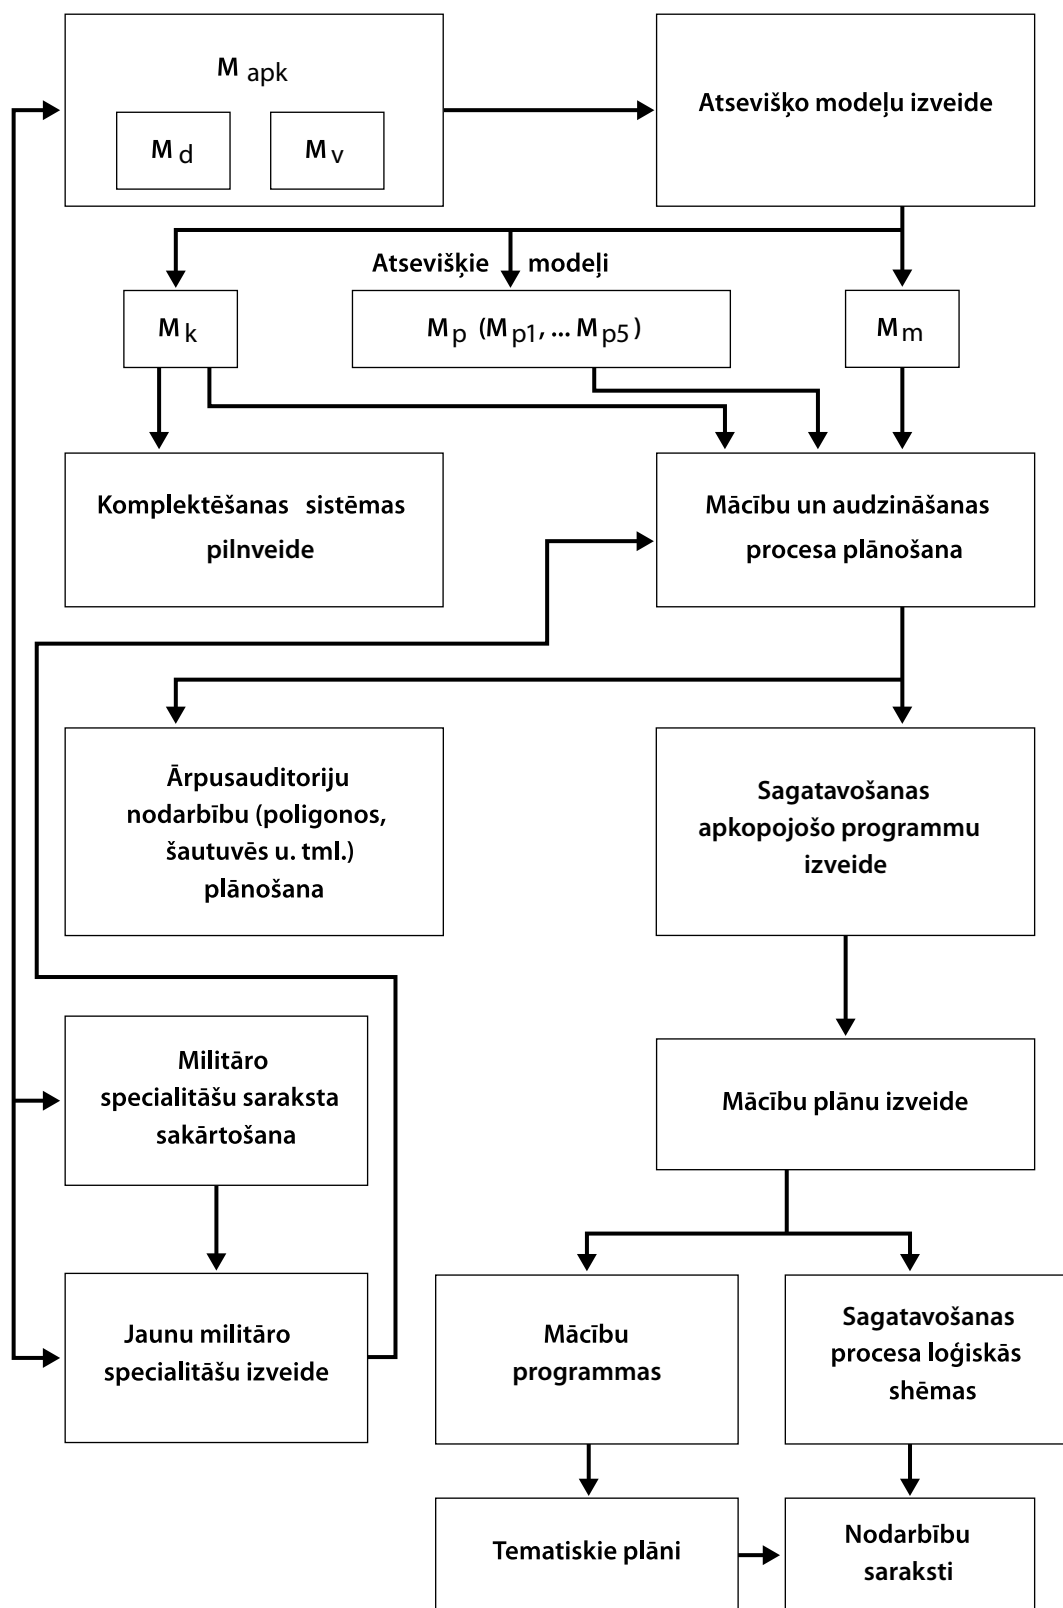 M apk
M d
M v
Atsevišķo modeļu izveide
Atsevišķie modeļi
M k
M p (M p1, ... M p5)
M m
Komplektēšanas sistēmas
pilnveide
Mācību un audzināšanas
procesa plānošana
Ārpusauditoriju
nodarbību (poligonos,
šautuvēs u. tml.)
plānošana
Sagatavošanas
apkopojošo programmu
izveide
Militāro
specialitāšu saraksta
sakārtošana
Mācību plānu izveide
Jaunu militāro
specialitāšu izveide
Mācību
programmas
Sagatavošanas
procesa loģiskās
shēmas
Tematiskie plāni
Nodarbību
saraksti